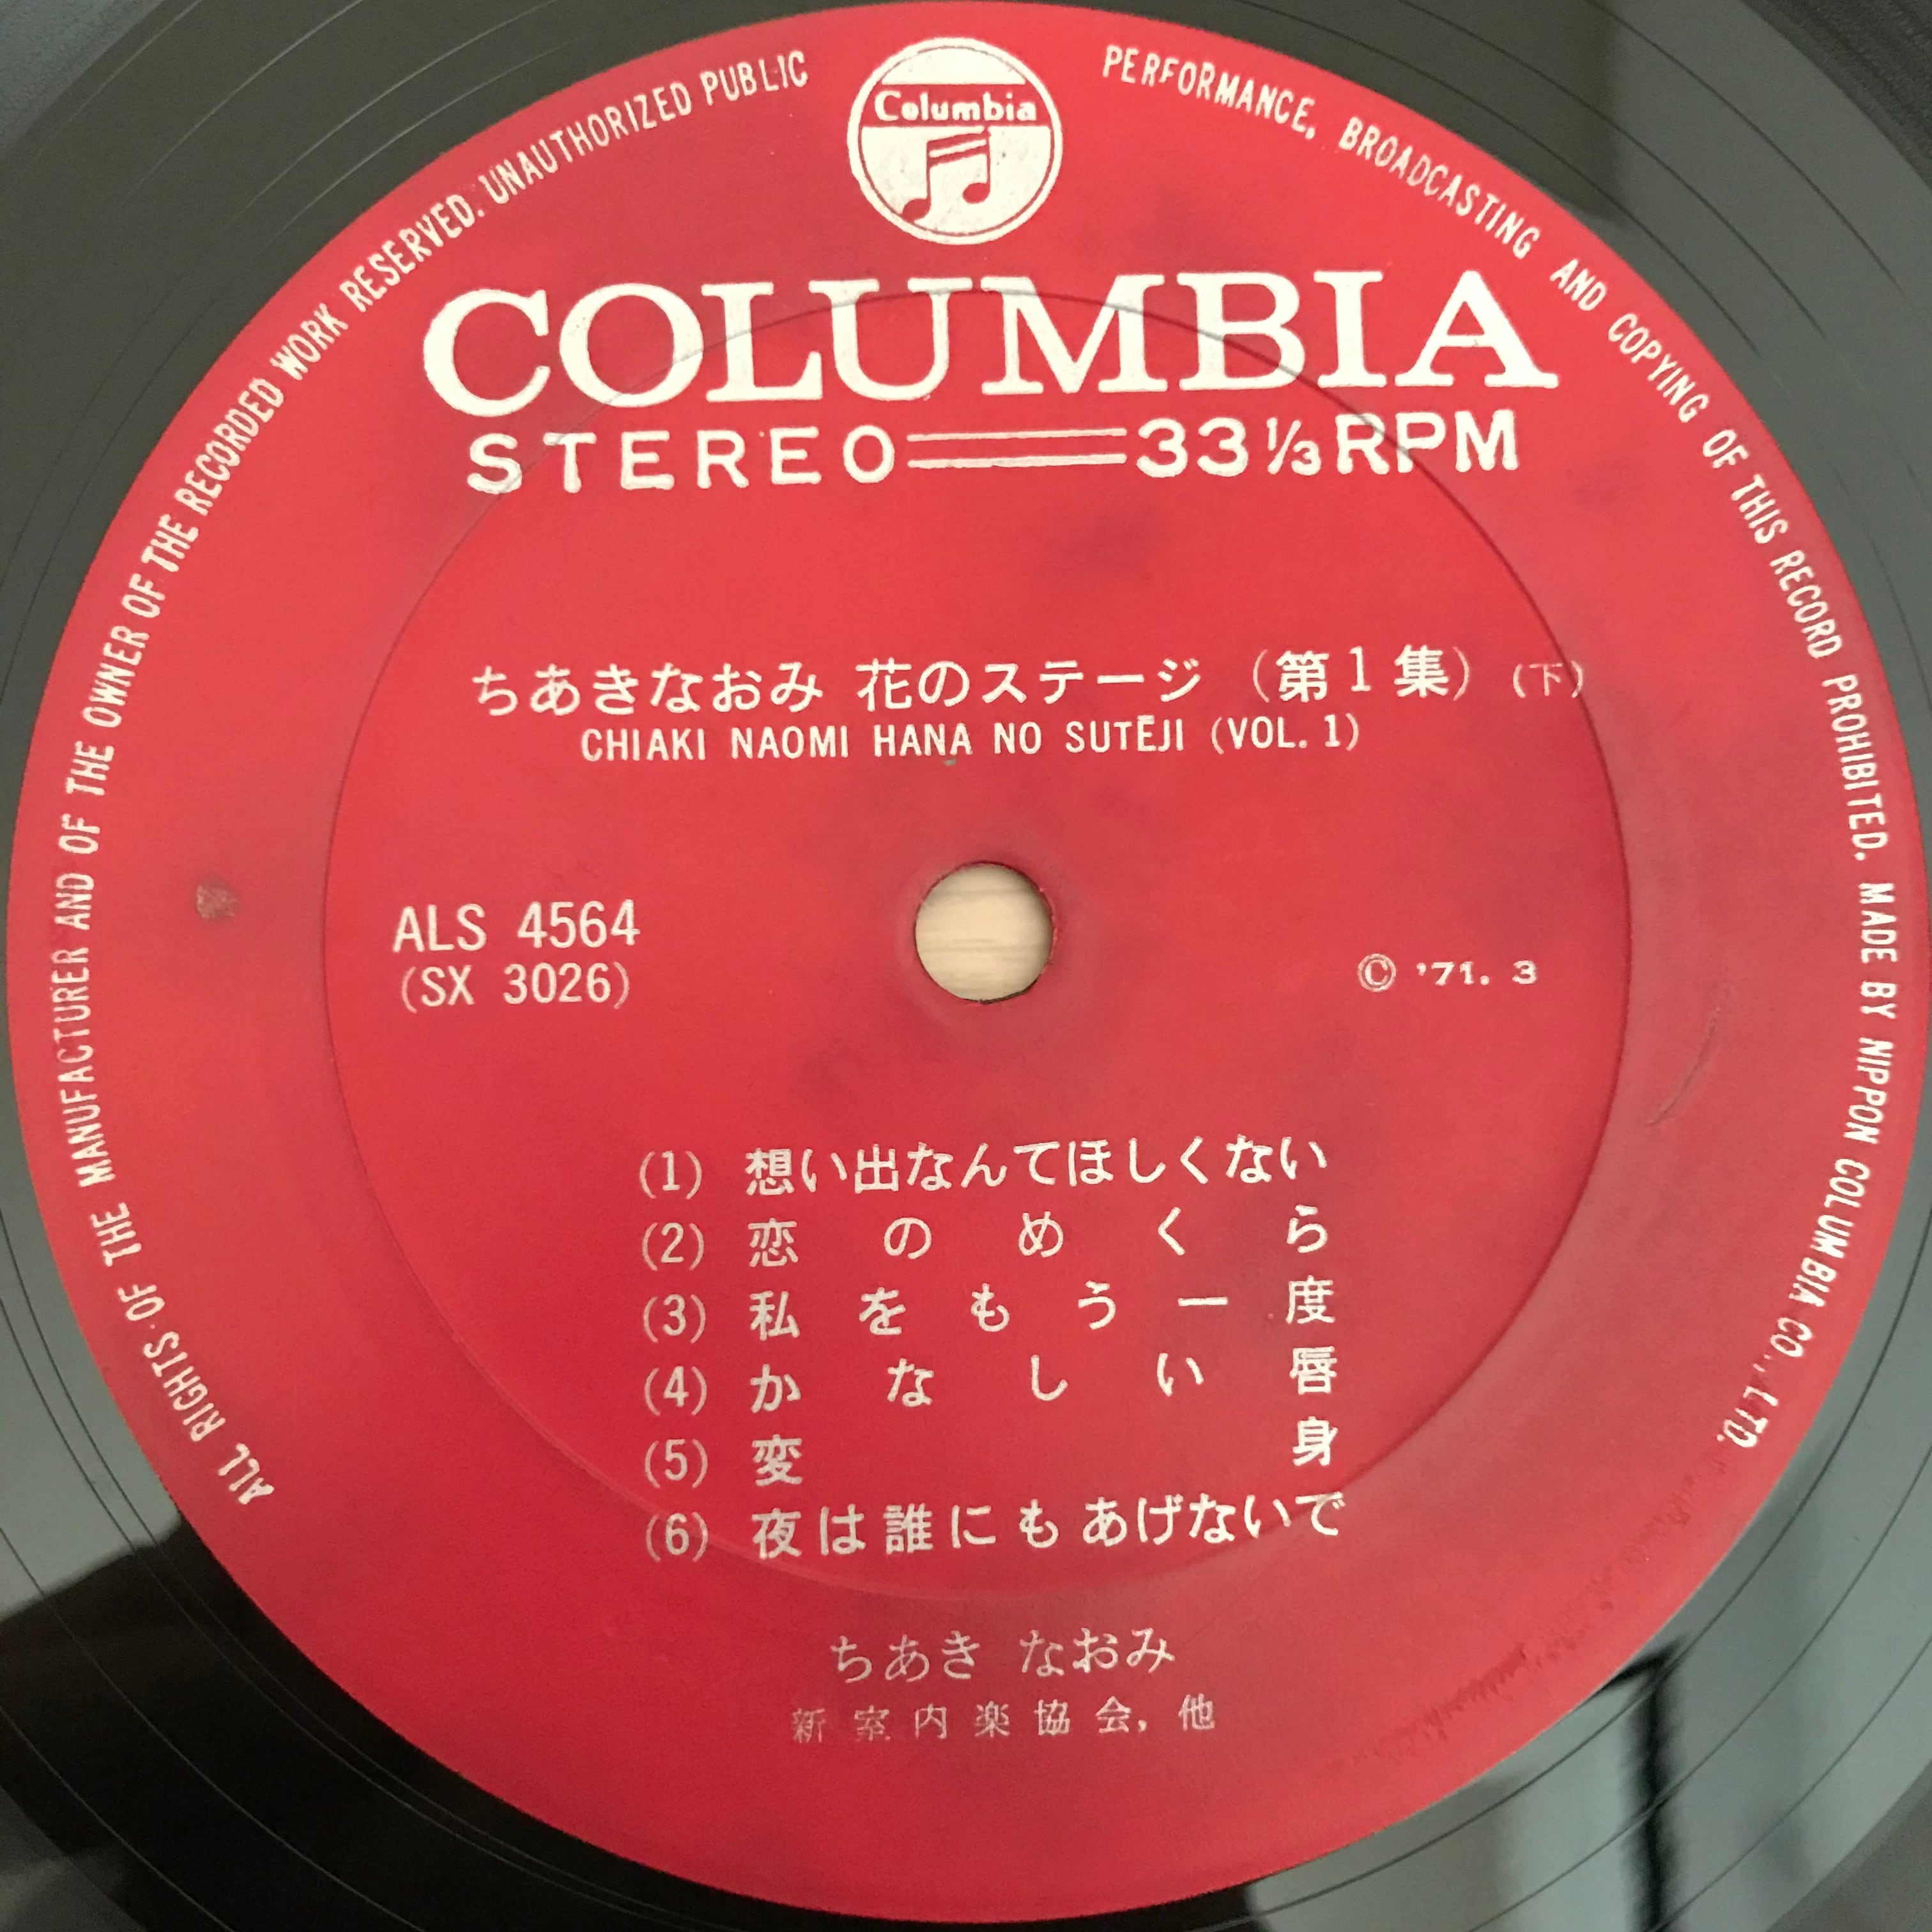 ALL RIGHTS OF THE MANUFACTURER AND OF THE OWNER OF THE RECORDED WORK RESERVED. UNAUTHORIZED PUBLIC PERFORMANCE, BROADCASTING AND COPYING OF THIS RECORD PROHIBITED. MADE BY NIPPON COLUMBIA CO., LTD.
Columbia
COLUMBIA
STEREO 33⅓ RPM
ちあきなおみ 花のステージ (第1集) (下)
CHIAKI NAOMI HANA NO SUTĒJI (VOL. 1)
ALS 4564
(SX 3026)
© '71. 3
(1) 想い出なんてほしくない
(2) 恋のめくら
(3) 私をもう一度
(4) かなしい唇
(5) 変身
(6) 夜は誰にもあげないで
ちあき なおみ
新室内楽協会, 他